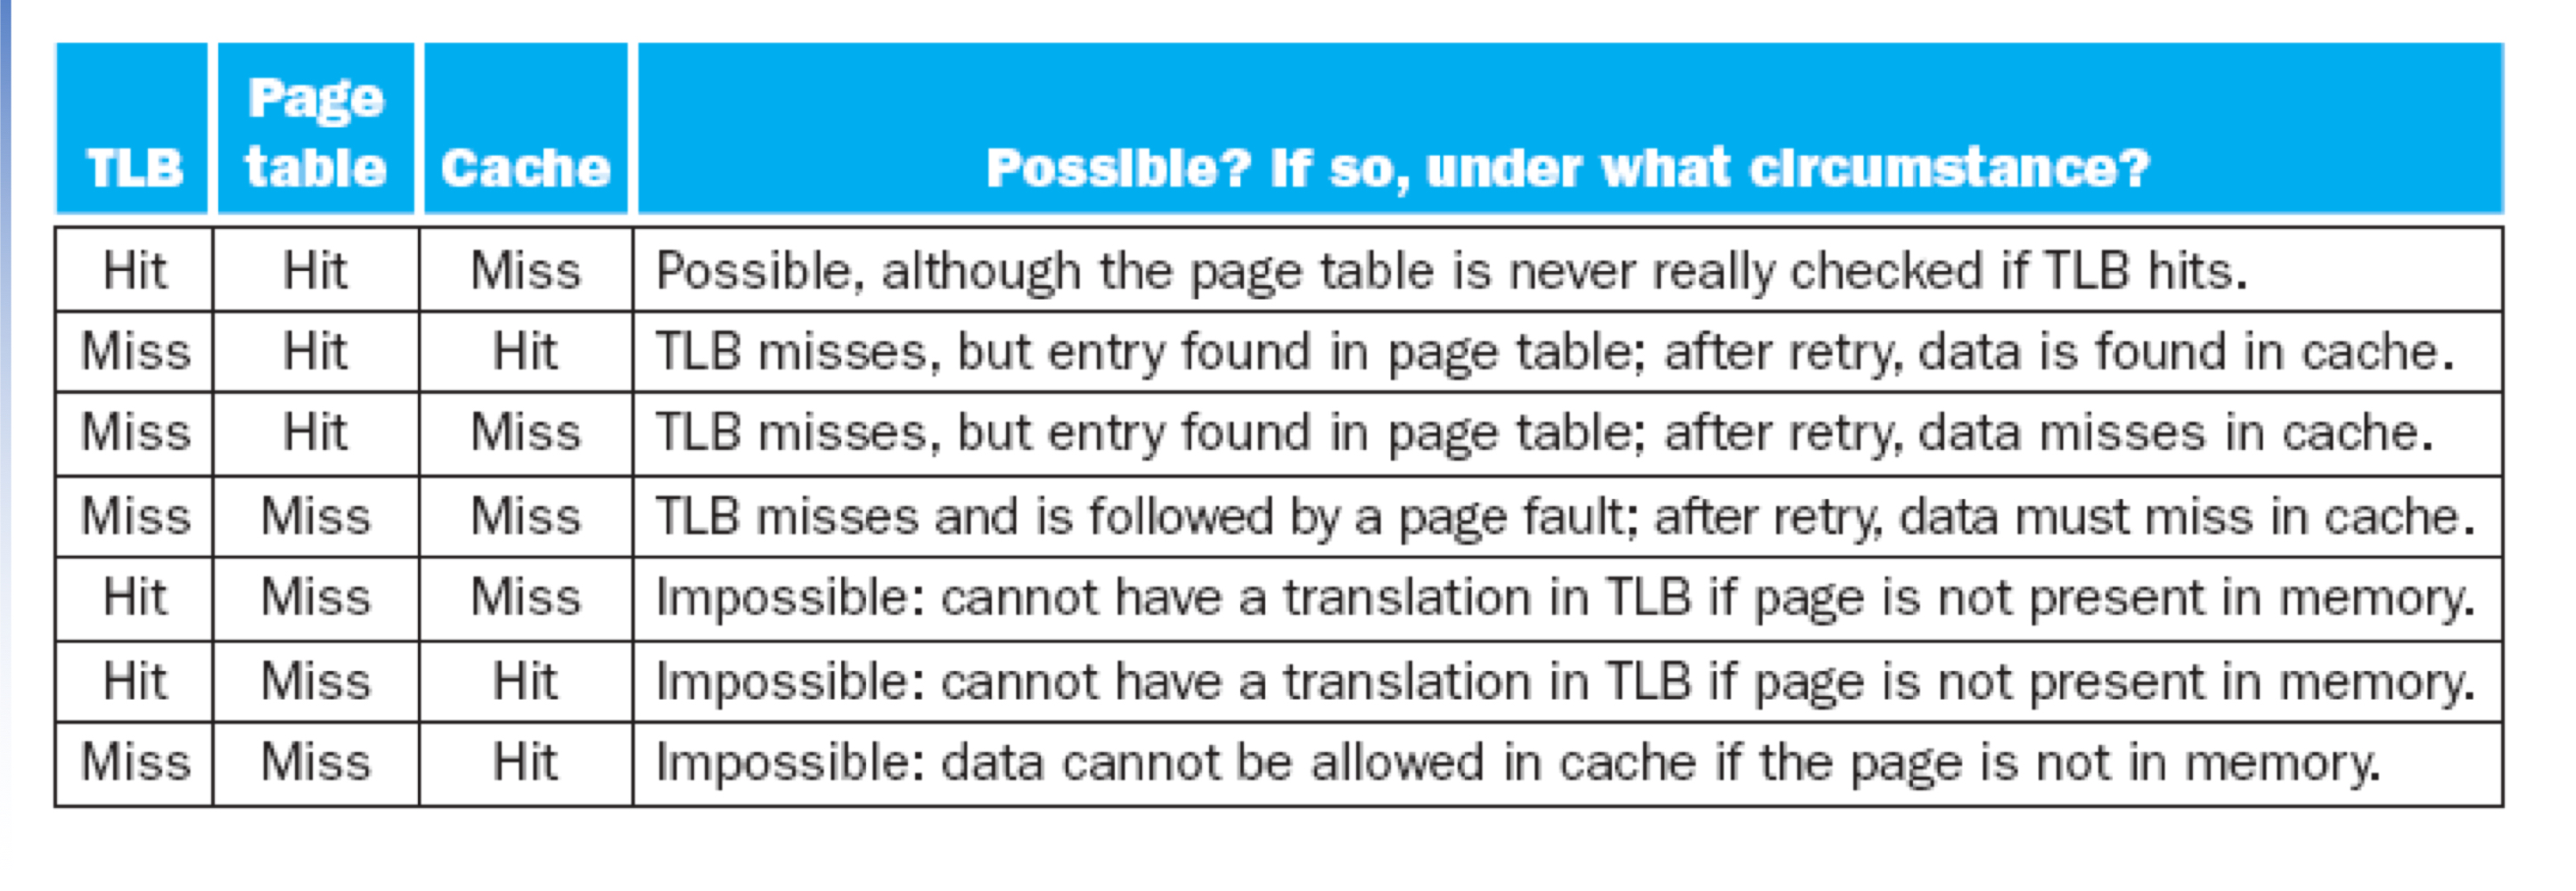 TLB Page table Cache Possible? If so, under what circumstance?
Hit Hit Miss Possible, although the page table is never really checked if TLB hits.
Miss Hit Hit TLB misses, but entry found in page table; after retry, data is found in cache.
Miss Hit Miss TLB misses, but entry found in page table; after retry, data misses in cache.
Miss Miss Miss TLB misses and is followed by a page fault; after retry, data must miss in cache.
Hit Miss Miss Impossible: cannot have a translation in TLB if page is not present in memory.
Hit Miss Hit Impossible: cannot have a translation in TLB if page is not present in memory.
Miss Miss Hit Impossible: data cannot be allowed in cache if the page is not in memory.